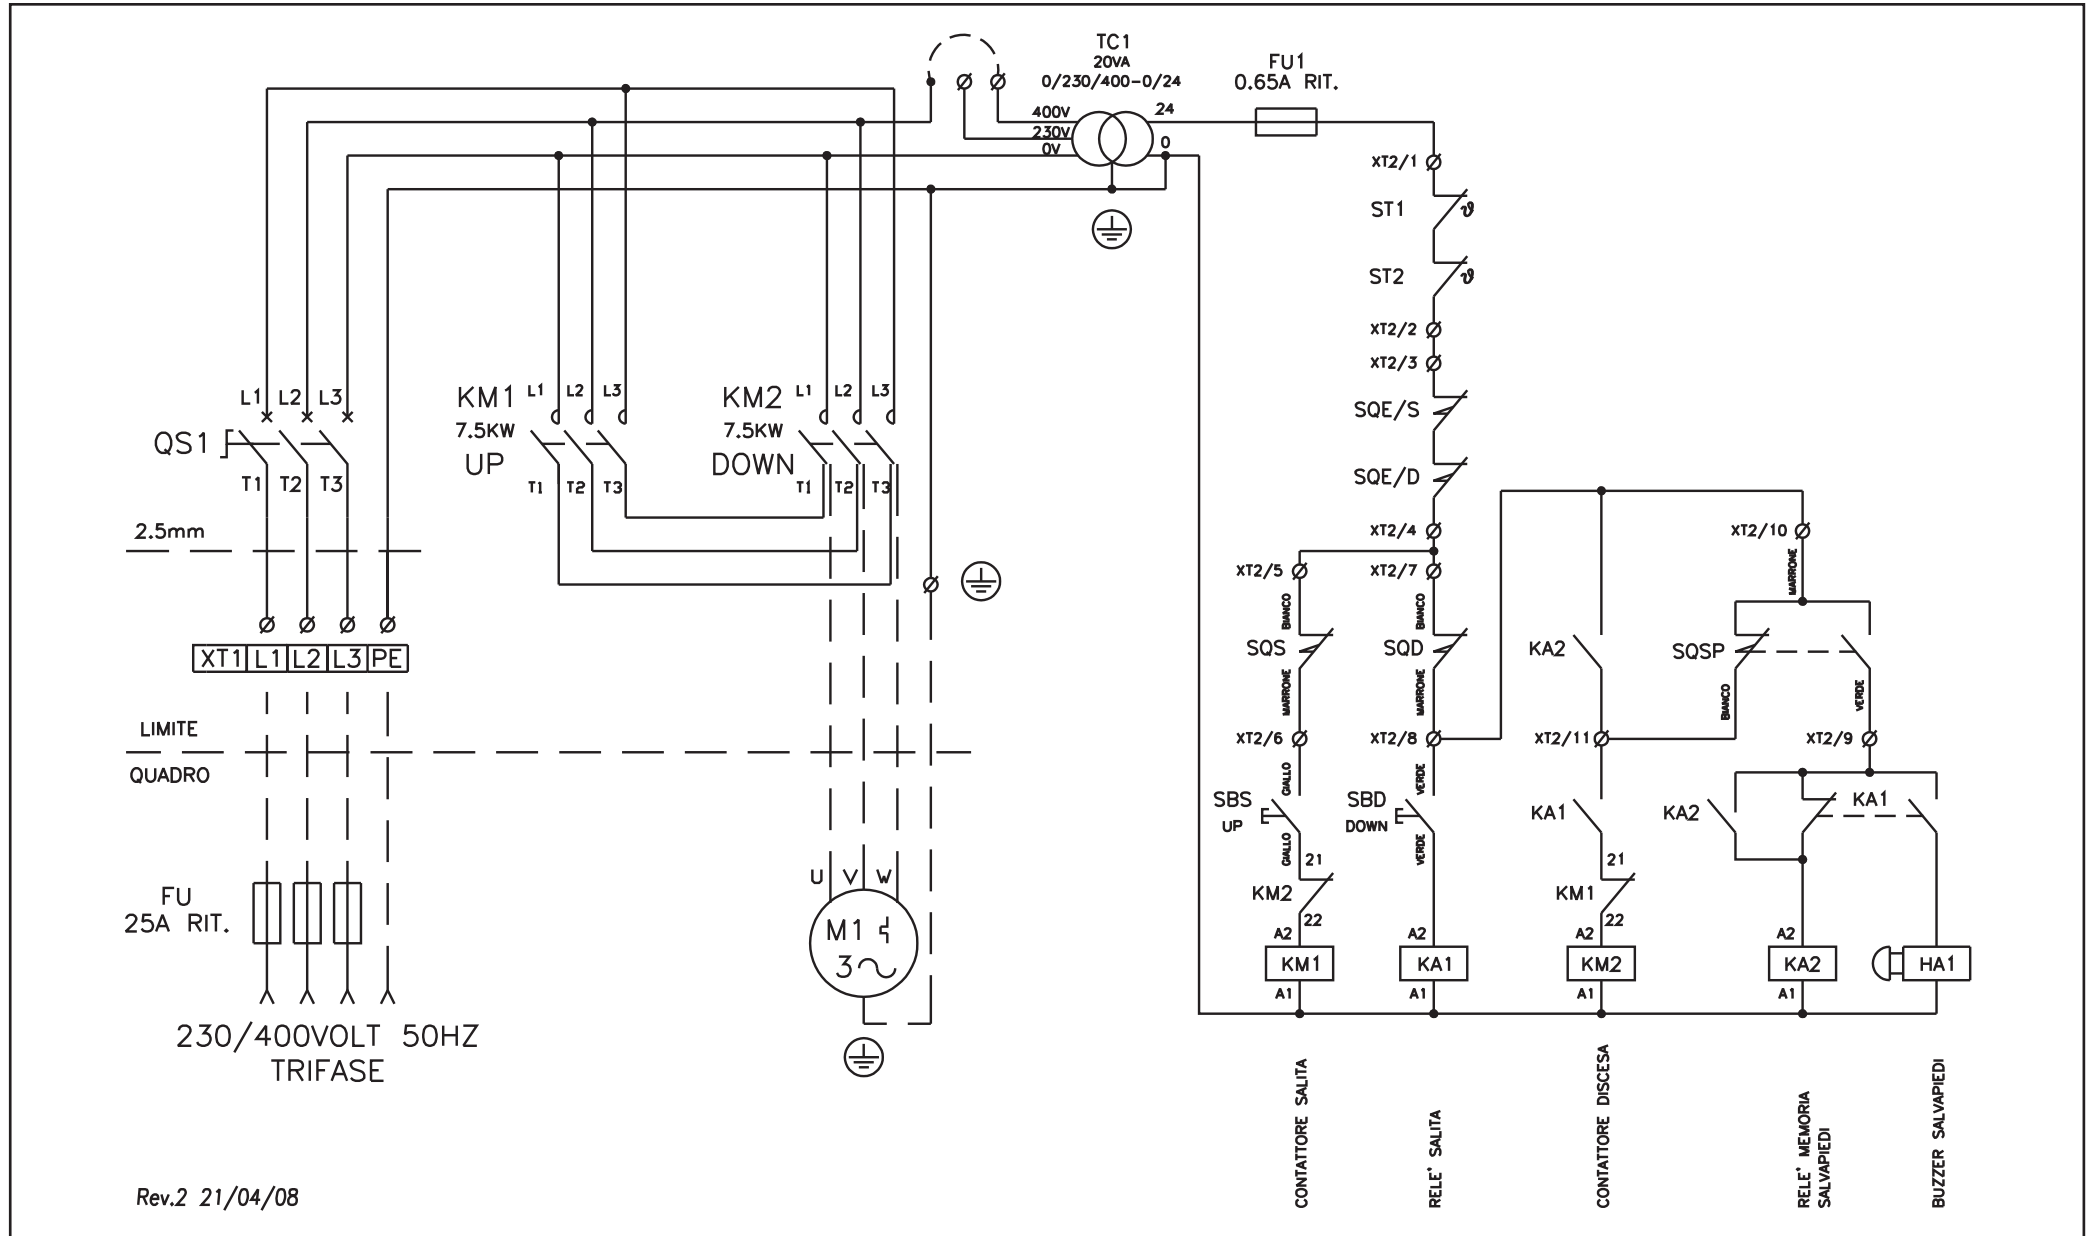 TC1
20VA
0/230/400-0/24
FU1
0.65A RIT.
400V
230V
0V
24
0
XT2/1
ST1
ϑ
ST2
ϑ
XT2/2
XT2/3
SQE/S
SQE/D
XT2/4
L1 L2 L3
QS1
T1 T2 T3
2.5mm
KM1
7.5KW
UP
L1 L2 L3
T1 T2 T3
KM2
7.5KW
DOWN
L1 L2 L3
T1 T2 T3
XT1 L1 L2 L3 PE
LIMITE
QUADRO
FU
25A RIT.
230/400VOLT 50HZ
TRIFASE
U V W
M1
3
XT2/5
BIANCO
SQS
MARRONE
XT2/6
GIALLO
SBS
UP
GIALLO
21
KM2
22
A2
KM1
A1
XT2/7
BIANCO
SQD
MARRONE
XT2/8
VERDE
SBD
DOWN
VERDE
A2
KA1
A1
KA2
XT2/11
KA1
21
KM1
22
A2
KM2
A1
XT2/10
MARRONE
SQSP
BIANCO
VERDE
XT2/9
KA2
KA1
A2
KA2
A1
HA1
CONTATTORE SALITA
RELE' SALITA
CONTATTORE DISCESA
RELE' MEMORIA
SALVAPIEDI
BUZZER SALVAPIEDI
Rev.2 21/04/08